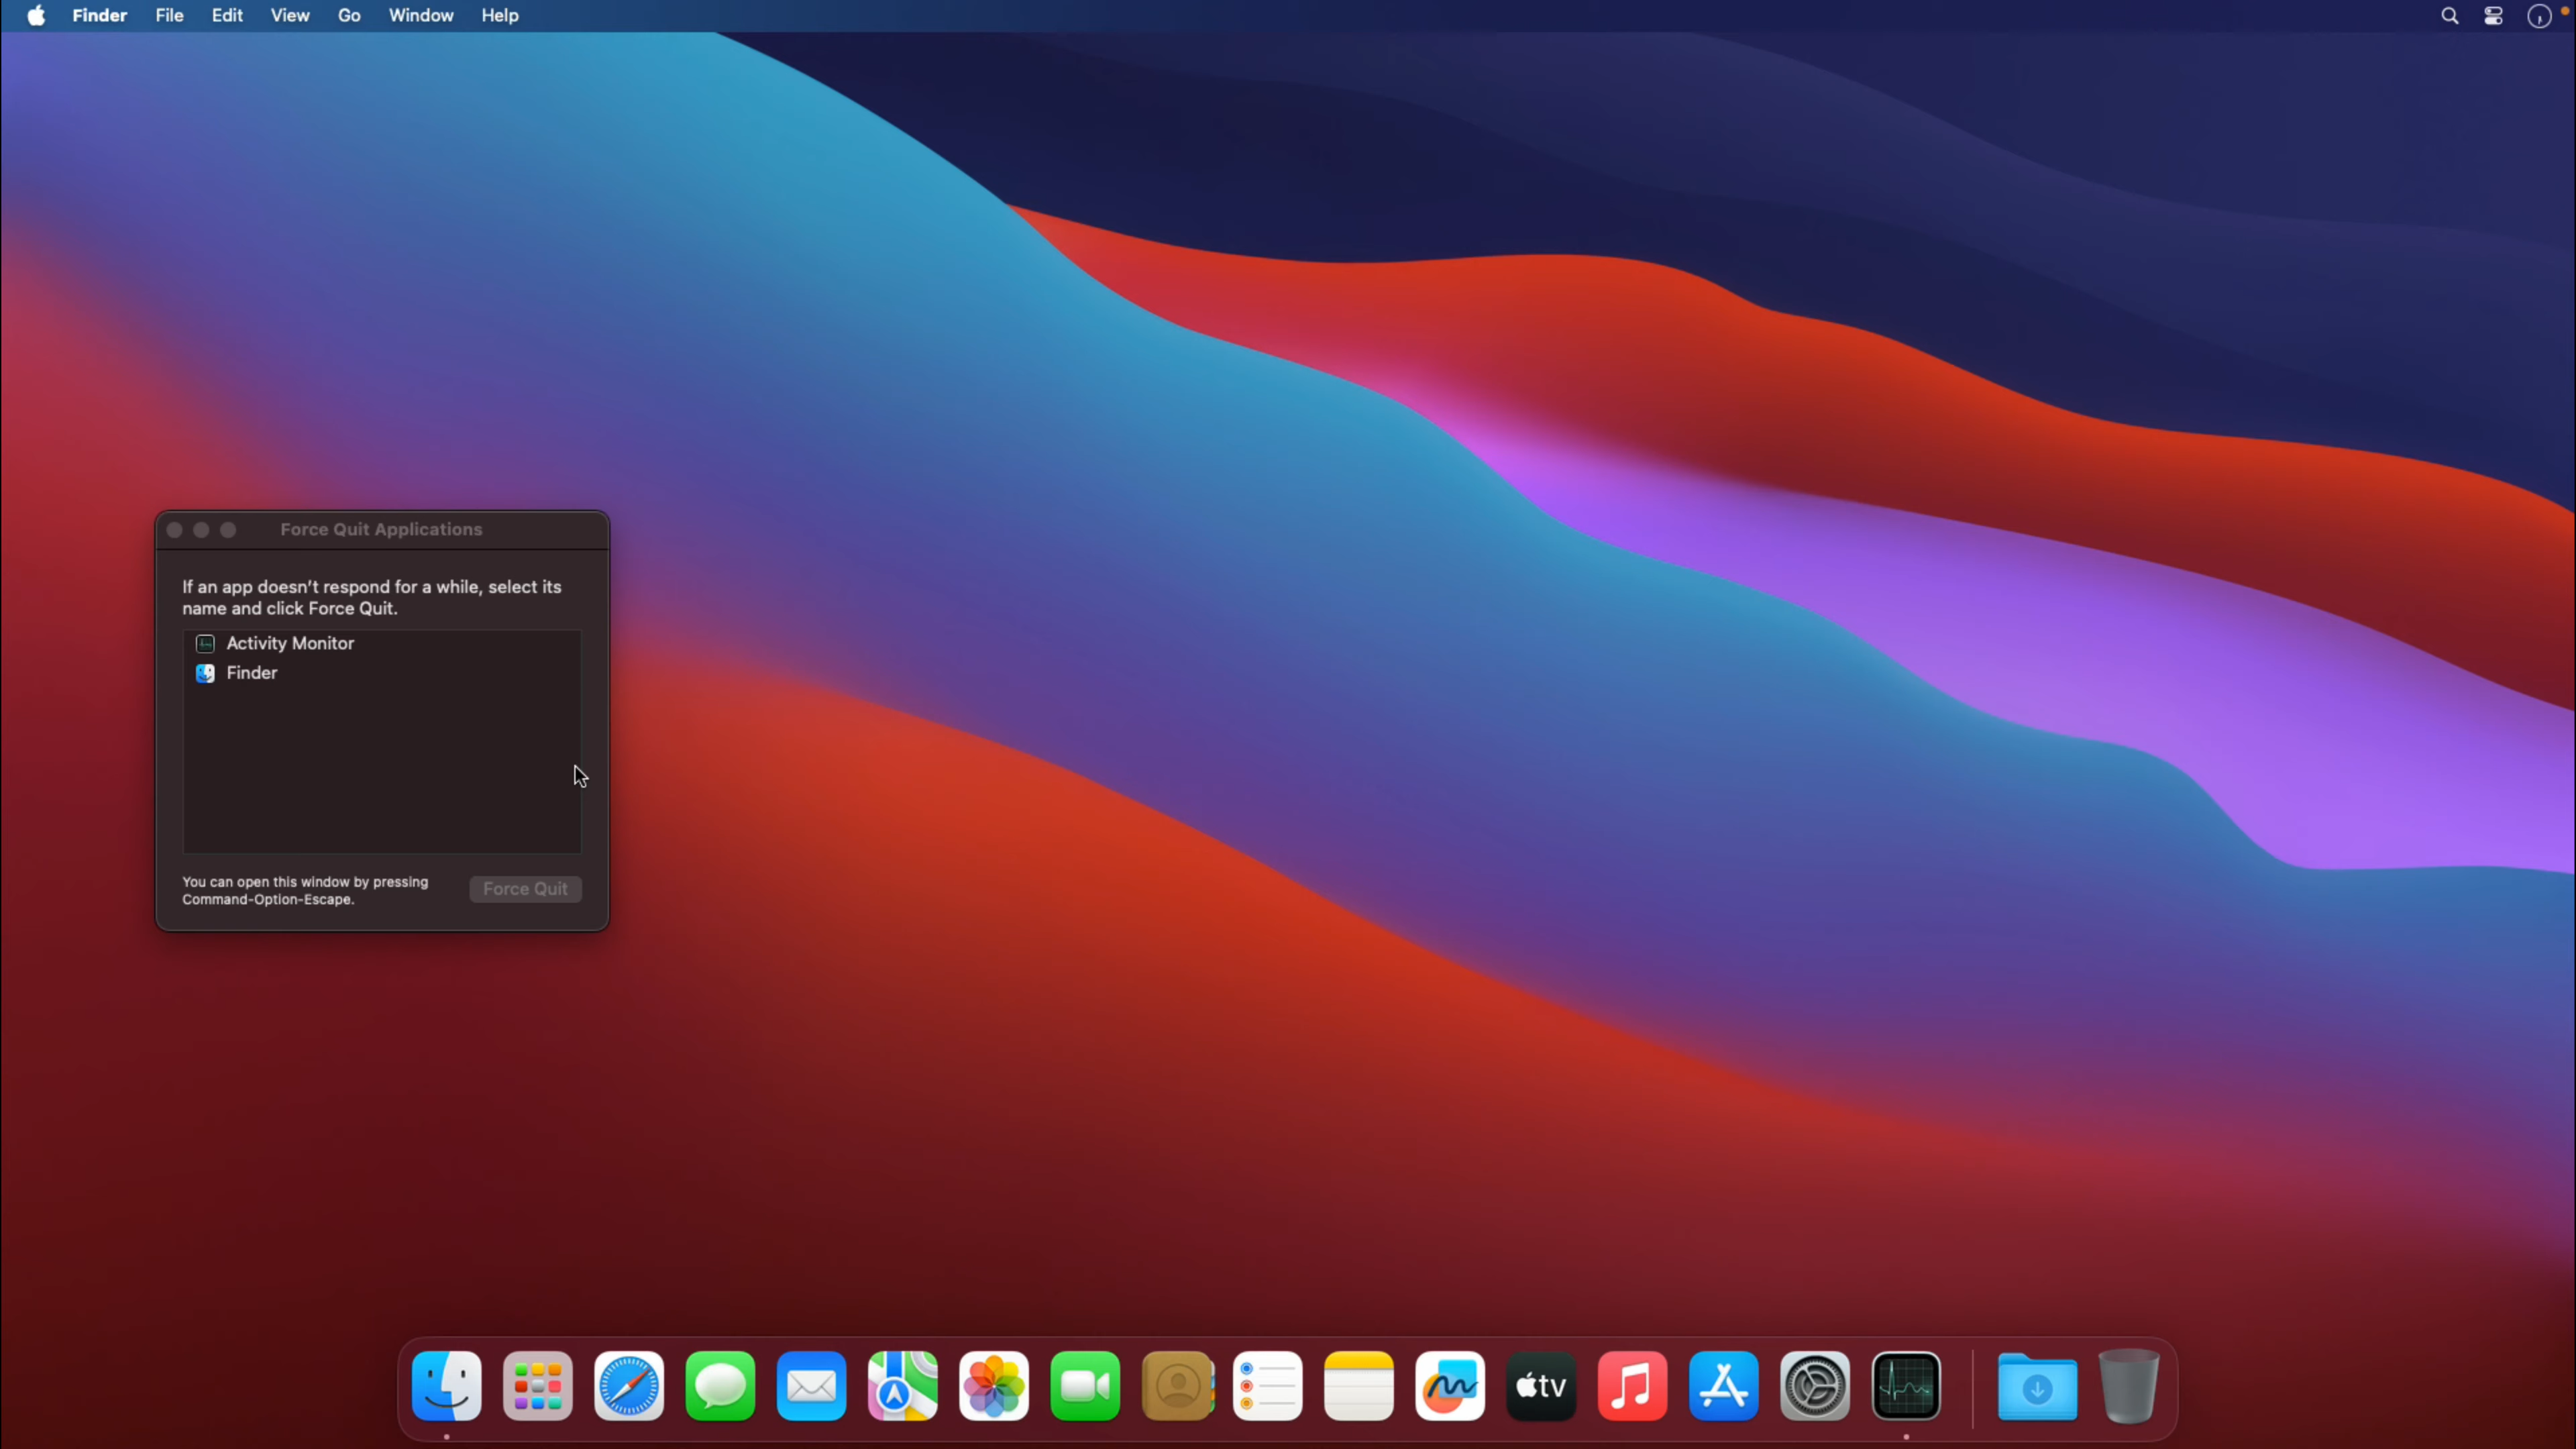 Finder File Edit View Go Window Help
Force Quit Applications
If an app doesn't respond for a while, select its
name and click Force Quit.
Activity Monitor
Finder
You can open this window by pressing
Command-Option-Escape.
Force Quit
tv